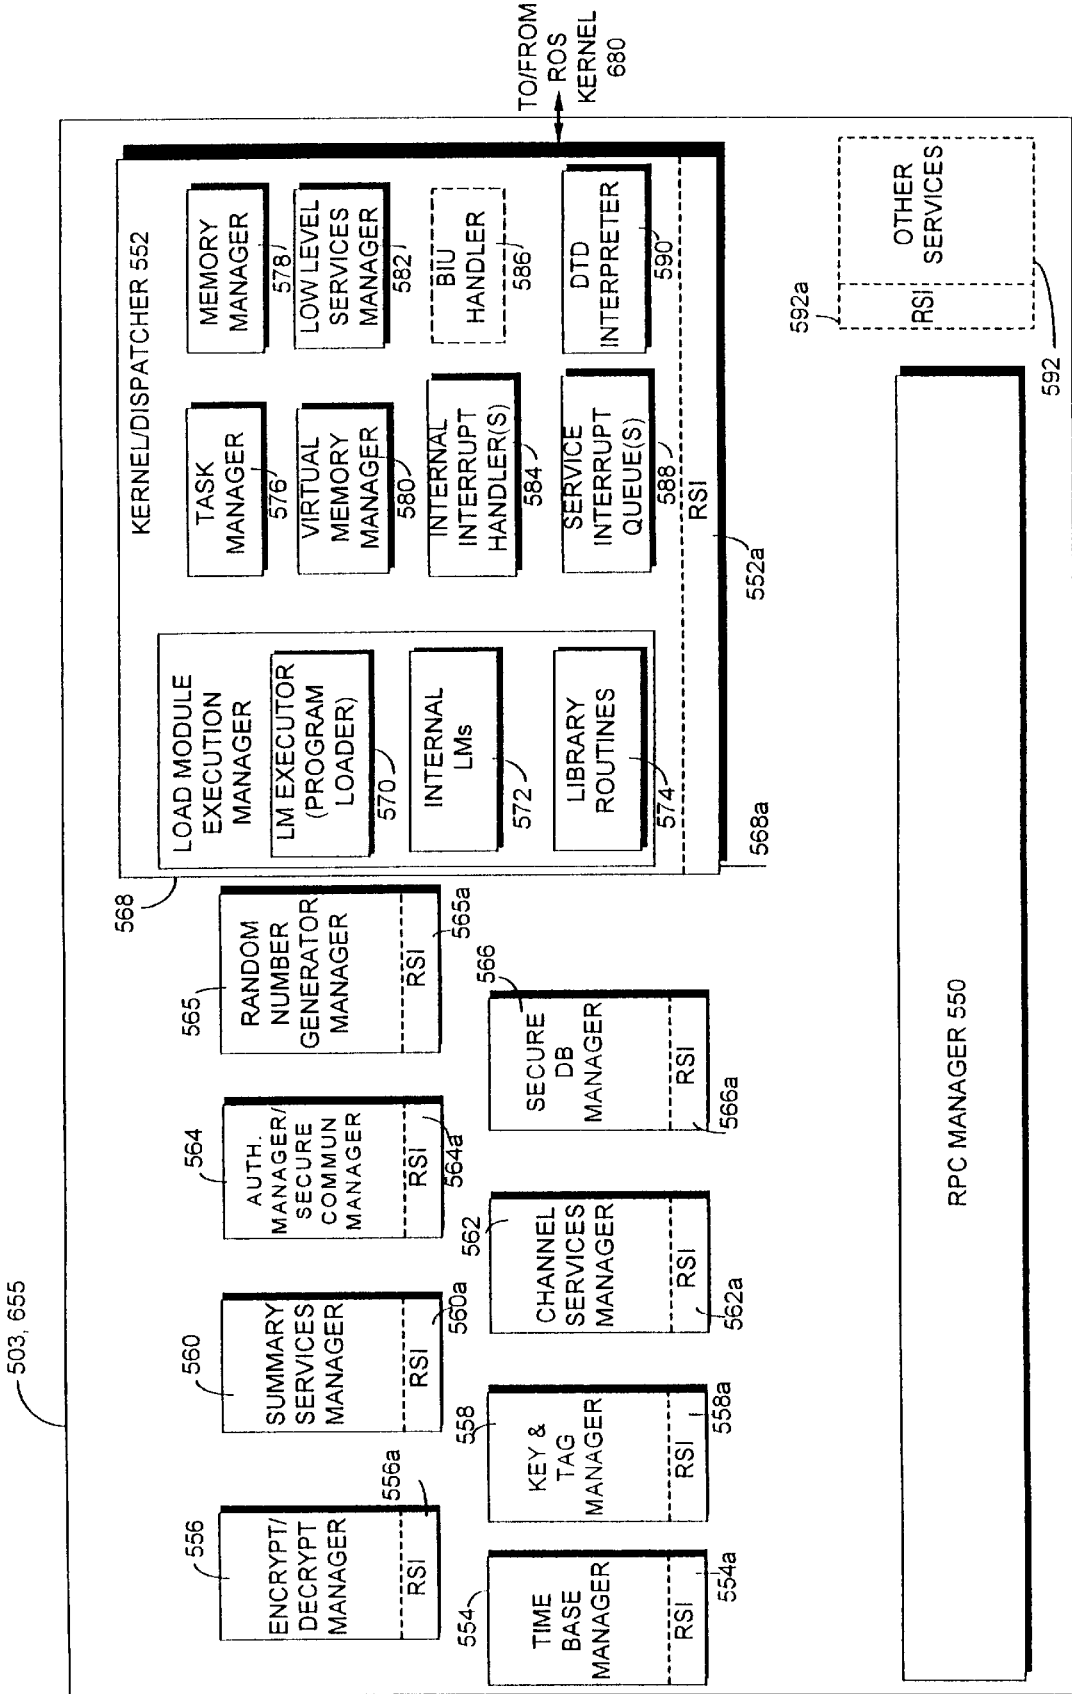 503, 655
556
ENCRYPT/
DECRYPT
MANAGER
RSI
556a
560
SUMMARY
SERVICES
MANAGER
RSI
560a
564
AUTH.
MANAGER/
SECURE
COMMUN
MANAGER
RSI
564a
565
RANDOM
NUMBER
GENERATOR
MANAGER
RSI
565a
554
TIME
BASE
MANAGER
RSI
554a
558
KEY &
TAG
MANAGER
RSI
558a
562
CHANNEL
SERVICES
MANAGER
RSI
562a
566
SECURE
DB
MANAGER
RSI
566a
KERNEL/DISPATCHER 552
568
LOAD MODULE
EXECUTION
MANAGER
LM EXECUTOR
(PROGRAM
LOADER)
570
INTERNAL
LMs
572
LIBRARY
ROUTINES
574
568a
TASK
MANAGER
576
MEMORY
MANAGER
578
VIRTUAL
MEMORY
MANAGER
580
LOW LEVEL
SERVICES
MANAGER
582
INTERNAL
INTERRUPT
HANDLER(S)
584
BIU
HANDLER
586
SERVICE
INTERRUPT
QUEUE(S)
588
DTD
INTERPRETER
590
RSI
552a
TO/FROM
ROS
KERNEL
680
RPC MANAGER 550
592a
RSI
OTHER
SERVICES
592